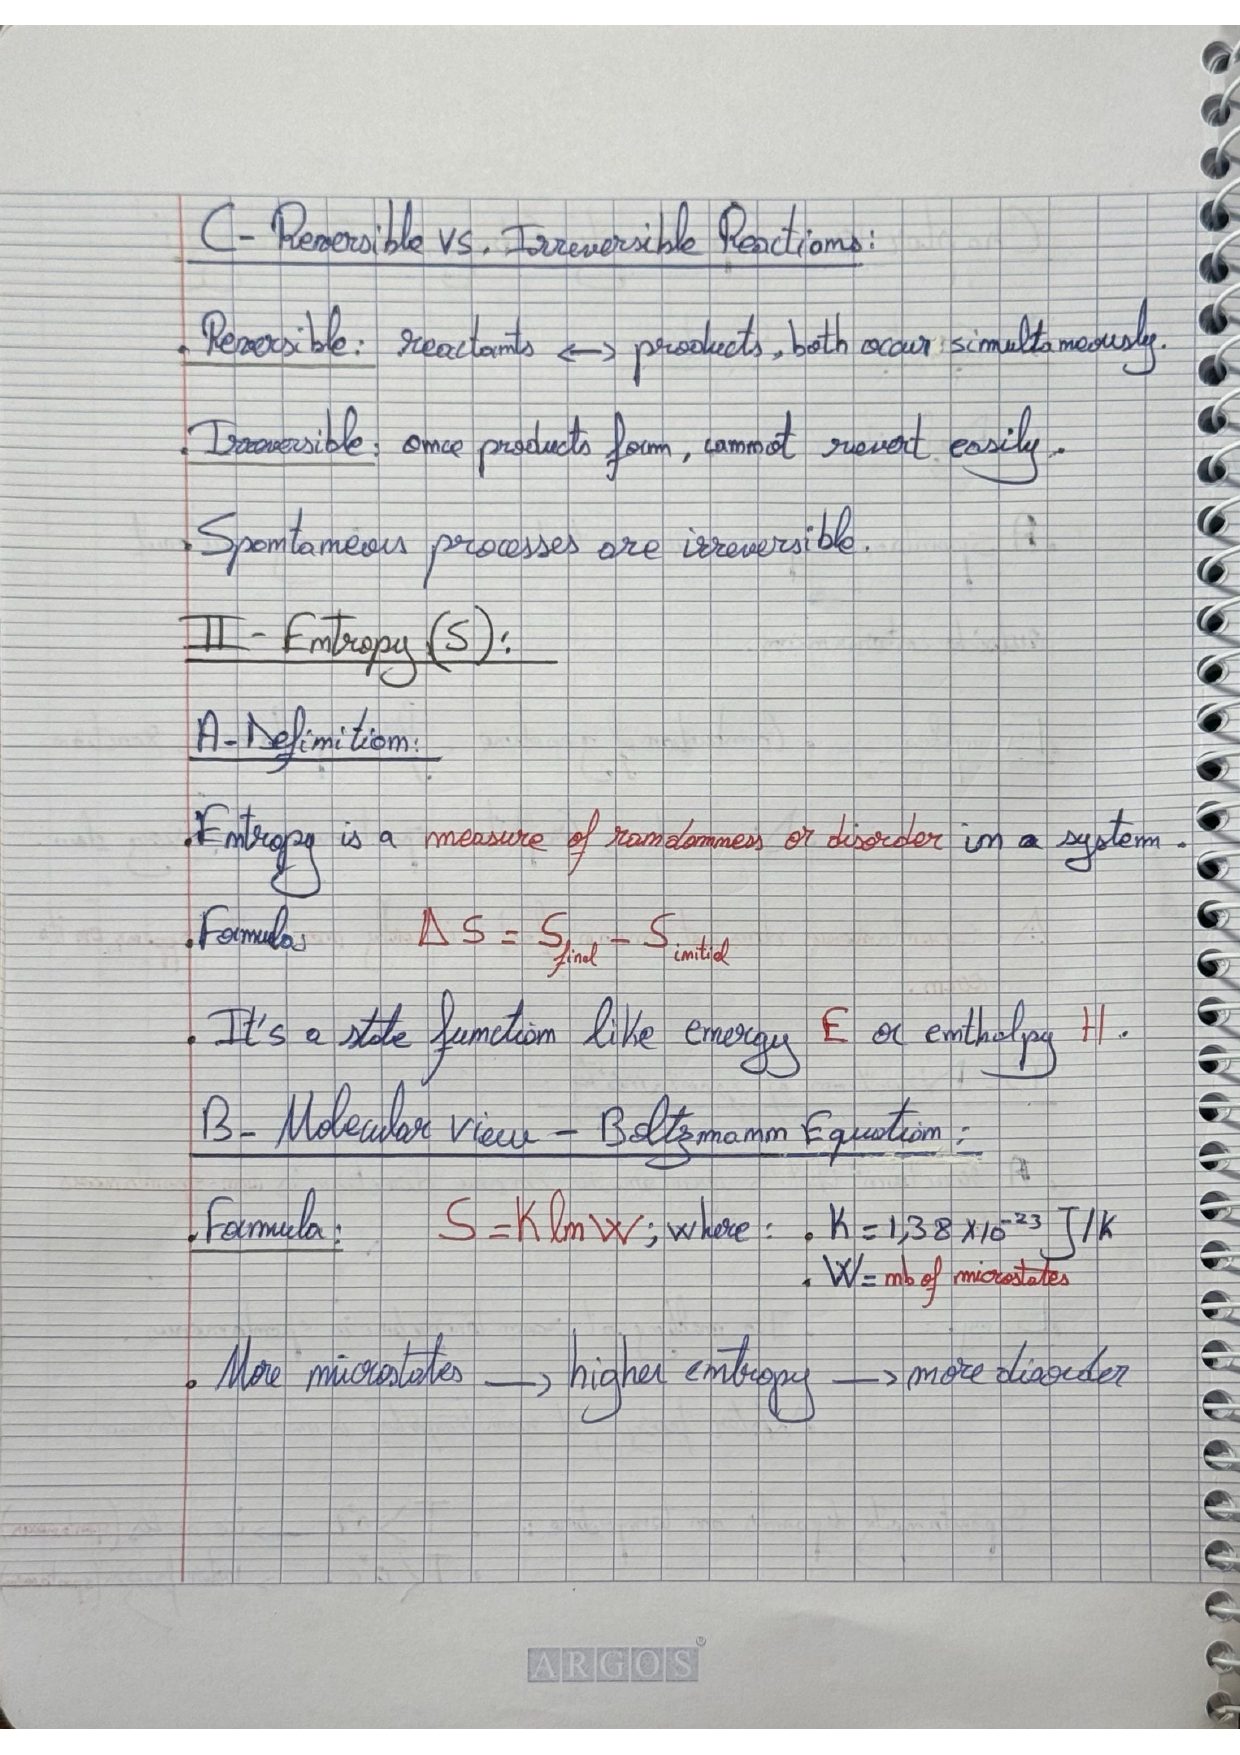 C- Reversible vs. Irreversible Reactions:
. Reversible: reactants <-> products, both occur simultaneously.
. Irreversible: once products form, cannot revert easily.
. Spontaneous processes are irreversible.
II - Entropy (S):
A- Definition:
. Entropy is a measure of randomness or disorder in a system.
. Formula: ΔS = S_final - S_initial
. It's a state function like energy E or enthalpy H.
B- Molecular view - Boltzmann Equation:
. Formula: S = K ln W; where: . K = 1,38 x10^-23 J/K
. W = nb of microstates
. More microstates → higher entropy → more disorder
ARGOS®